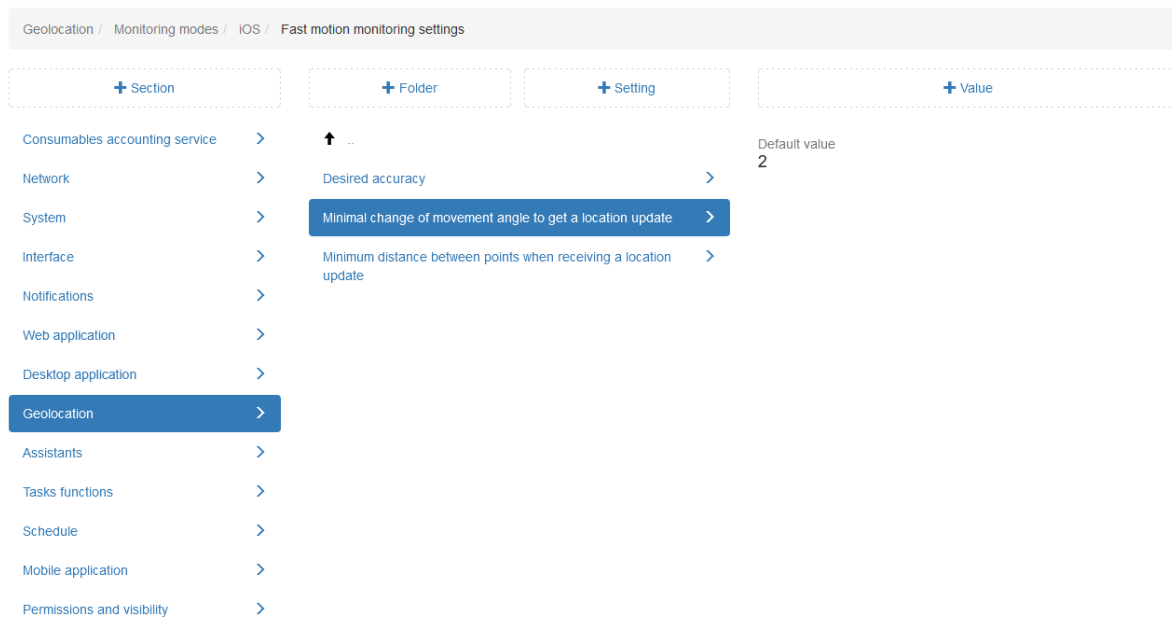 Geolocation / Monitoring modes / iOS / Fast motion monitoring settings
+ Section
+ Folder
+ Setting
+ Value
Consumables accounting service
Network
System
Interface
Notifications
Web application
Desktop application
Geolocation
Assistants
Tasks functions
Schedule
Mobile application
Permissions and visibility
..
Desired accuracy
Minimal change of movement angle to get a location update
Minimum distance between points when receiving a location
update
Default value
2